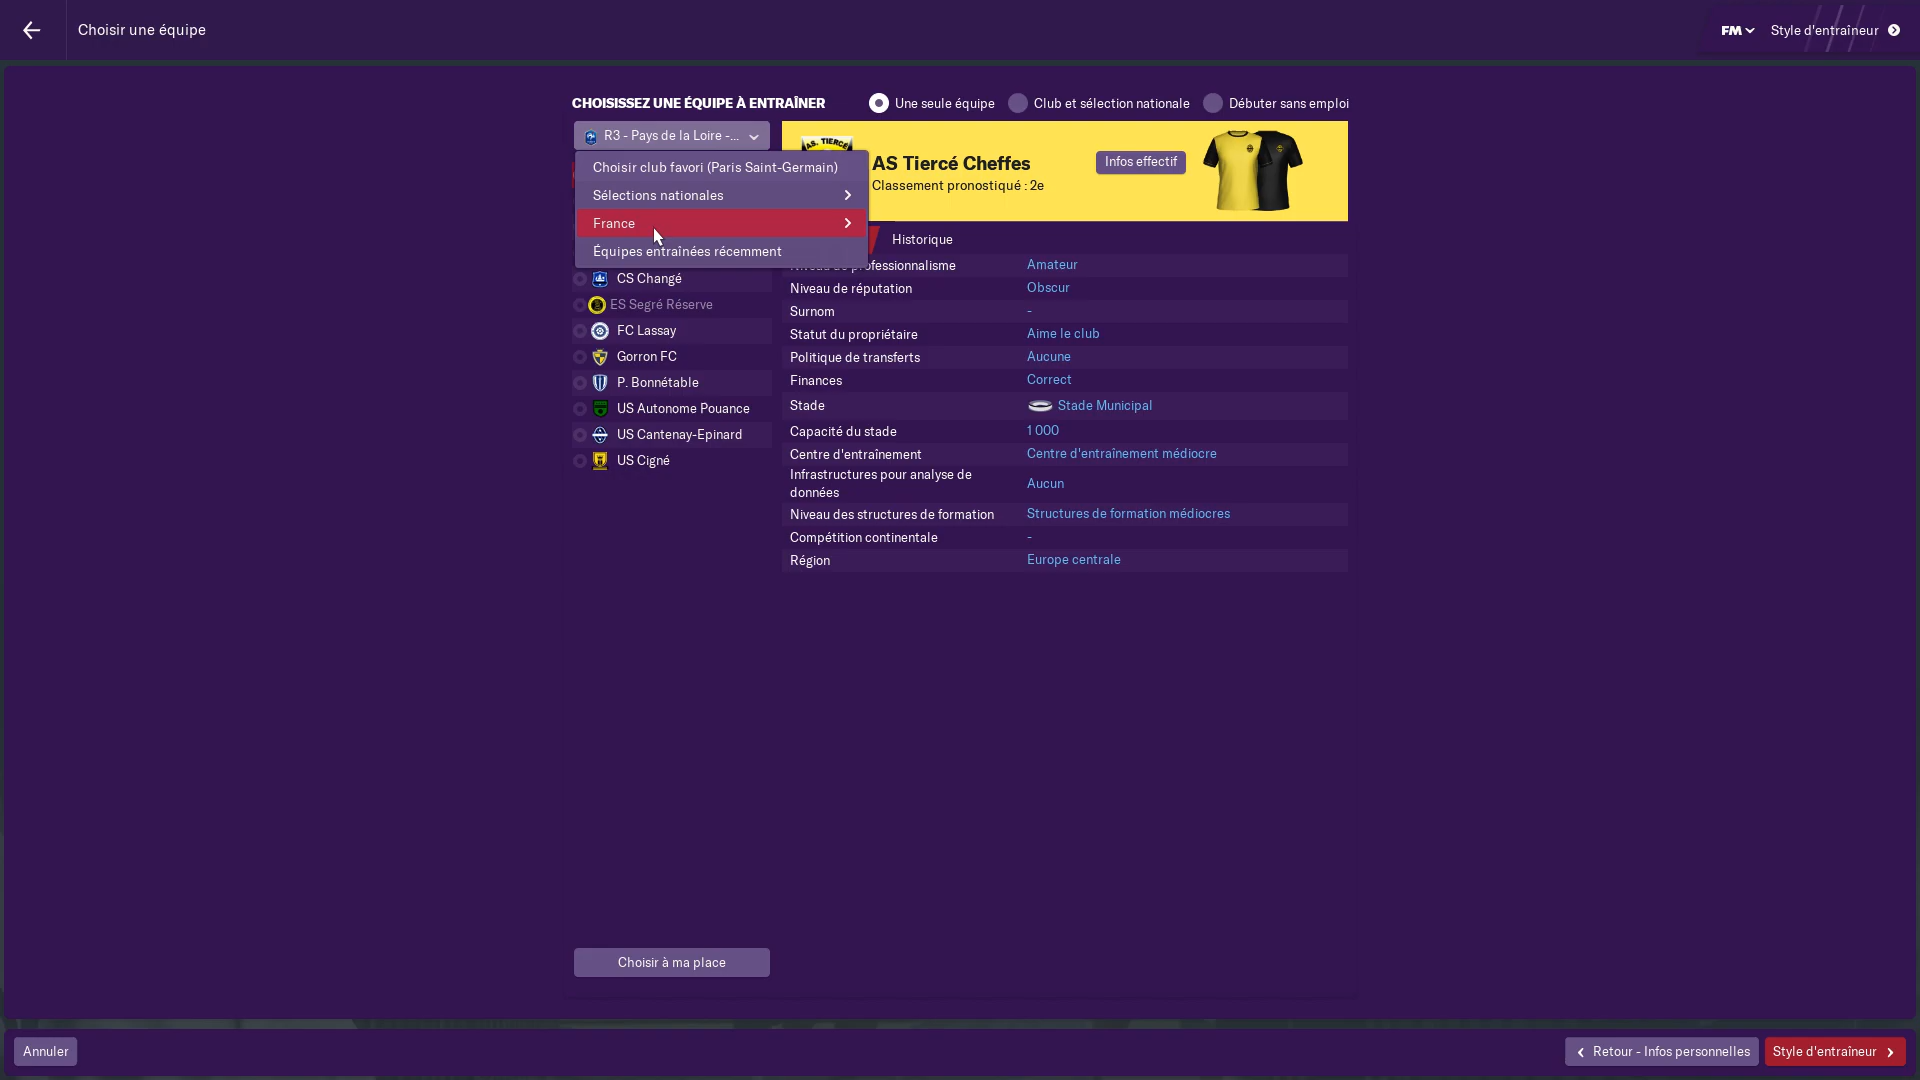 Choisir une équipe
FM
Style d'entraîneur
CHOISISSEZ UNE ÉQUIPE À ENTRAÎNER
Une seule équipe
Club et sélection nationale
Débuter sans emploi
R3 - Pays de la Loire -...
Choisir club favori (Paris Saint-Germain)
Sélections nationales
France
Équipes entraînées récemment
CS Changé
ES Segré Réserve
FC Lassay
Gorron FC
P. Bonnétable
US Autonome Pouance
US Cantenay-Epinard
US Cigné
Choisir à ma place
AS. TIERCÉ
AS Tiercé Cheffes
Classement pronostiqué : 2e
Infos effectif
Historique
Niveau de professionnalisme Amateur
Niveau de réputation Obscur
Surnom -
Statut du propriétaire Aime le club
Politique de transferts Aucune
Finances Correct
Stade Stade Municipal
Capacité du stade 1 000
Centre d'entraînement Centre d'entraînement médiocre
Infrastructures pour analyse de
données Aucun
Niveau des structures de formation Structures de formation médiocres
Compétition continentale -
Région Europe centrale
Annuler
Retour - Infos personnelles
Style d'entraîneur